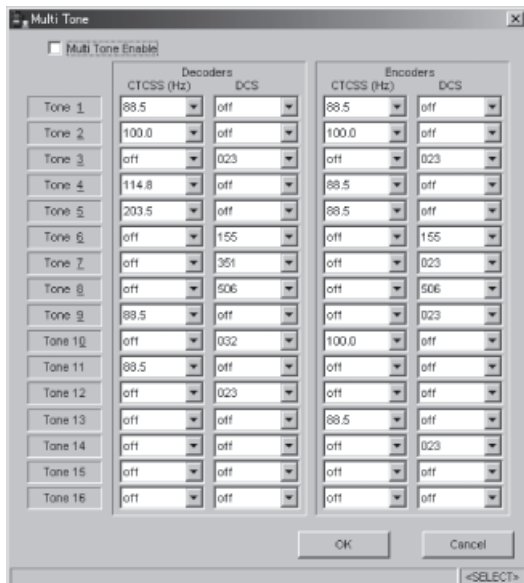 Multi Tone
Multi Tone Enable
Decoders Encoders
CTCSS (Hz) DCS CTCSS (Hz) DCS
Tone 1 88.5 off 88.5 off
Tone 2 100.0 off 100.0 off
Tone 3 off 023 off 023
Tone 4 114.8 off 88.5 off
Tone 5 203.5 off 88.5 off
Tone 6 off 155 off 155
Tone 7 off 351 off 023
Tone 8 off 506 off 506
Tone 9 88.5 off off 023
Tone 10 off 032 100.0 off
Tone 11 88.5 off off off
Tone 12 off 023 off off
Tone 13 off off 88.5 off
Tone 14 off off off 023
Tone 15 off off off off
Tone 16 off off off off
OK Cancel
<SELECT>